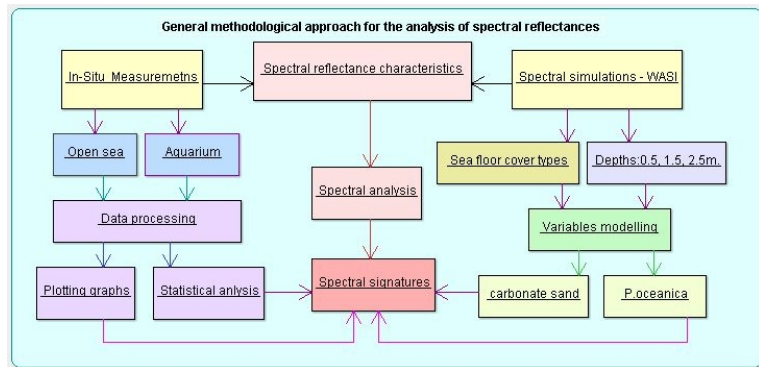 General methodological approach for the analysis of spectral reflectances
In-Situ Measuremetns
Spectral reflectance characteristics
Spectral simulations - WASI
Open sea
Aquarium
Sea floor cover types
Depths:0.5, 1.5, 2.5m.
Spectral analysis
Data processing
Variables modelling
Plotting graphs
Statistical anlysis
Spectral signatures
carbonate sand
P.oceanica